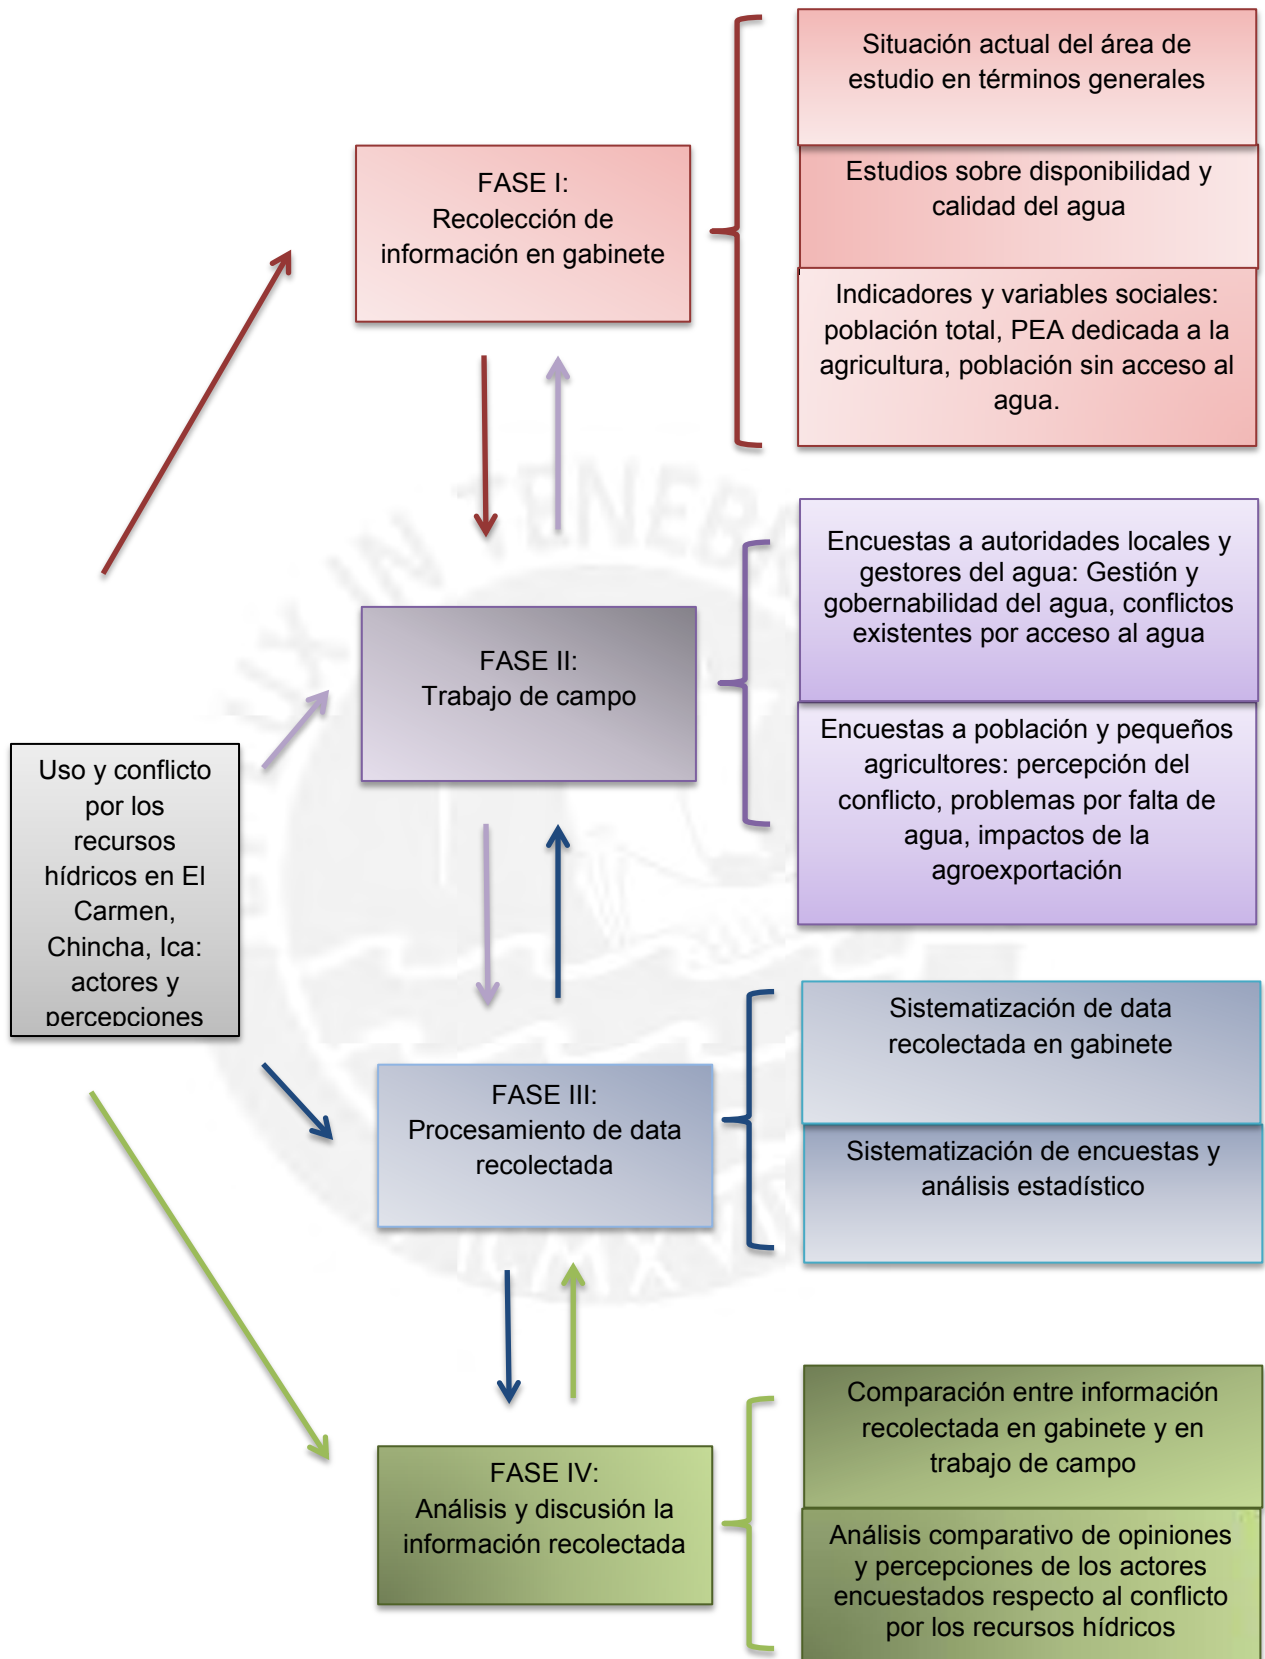 Situación actual del área de
estudio en términos generales
FASE I:
Recolección de
información en gabinete
Estudios sobre disponibilidad y
calidad del agua
Indicadores y variables sociales:
población total, PEA dedicada a la
agricultura, población sin acceso al
agua.
Encuestas a autoridades locales y
gestores del agua: Gestión y
gobernabilidad del agua, conflictos
existentes por acceso al agua
FASE II:
Trabajo de campo
Encuestas a población y pequeños
agricultores: percepción del
conflicto, problemas por falta de
agua, impactos de la
agroexportación
Uso y conflicto
por los
recursos
hídricos en El
Carmen,
Chincha, Ica:
actores y
percepciones
Sistematización de data
recolectada en gabinete
FASE III:
Procesamiento de data
recolectada
Sistematización de encuestas y
análisis estadístico
Comparación entre información
recolectada en gabinete y en
trabajo de campo
FASE IV:
Análisis y discusión la
información recolectada
Análisis comparativo de opiniones
y percepciones de los actores
encuestados respecto al conflicto
por los recursos hídricos